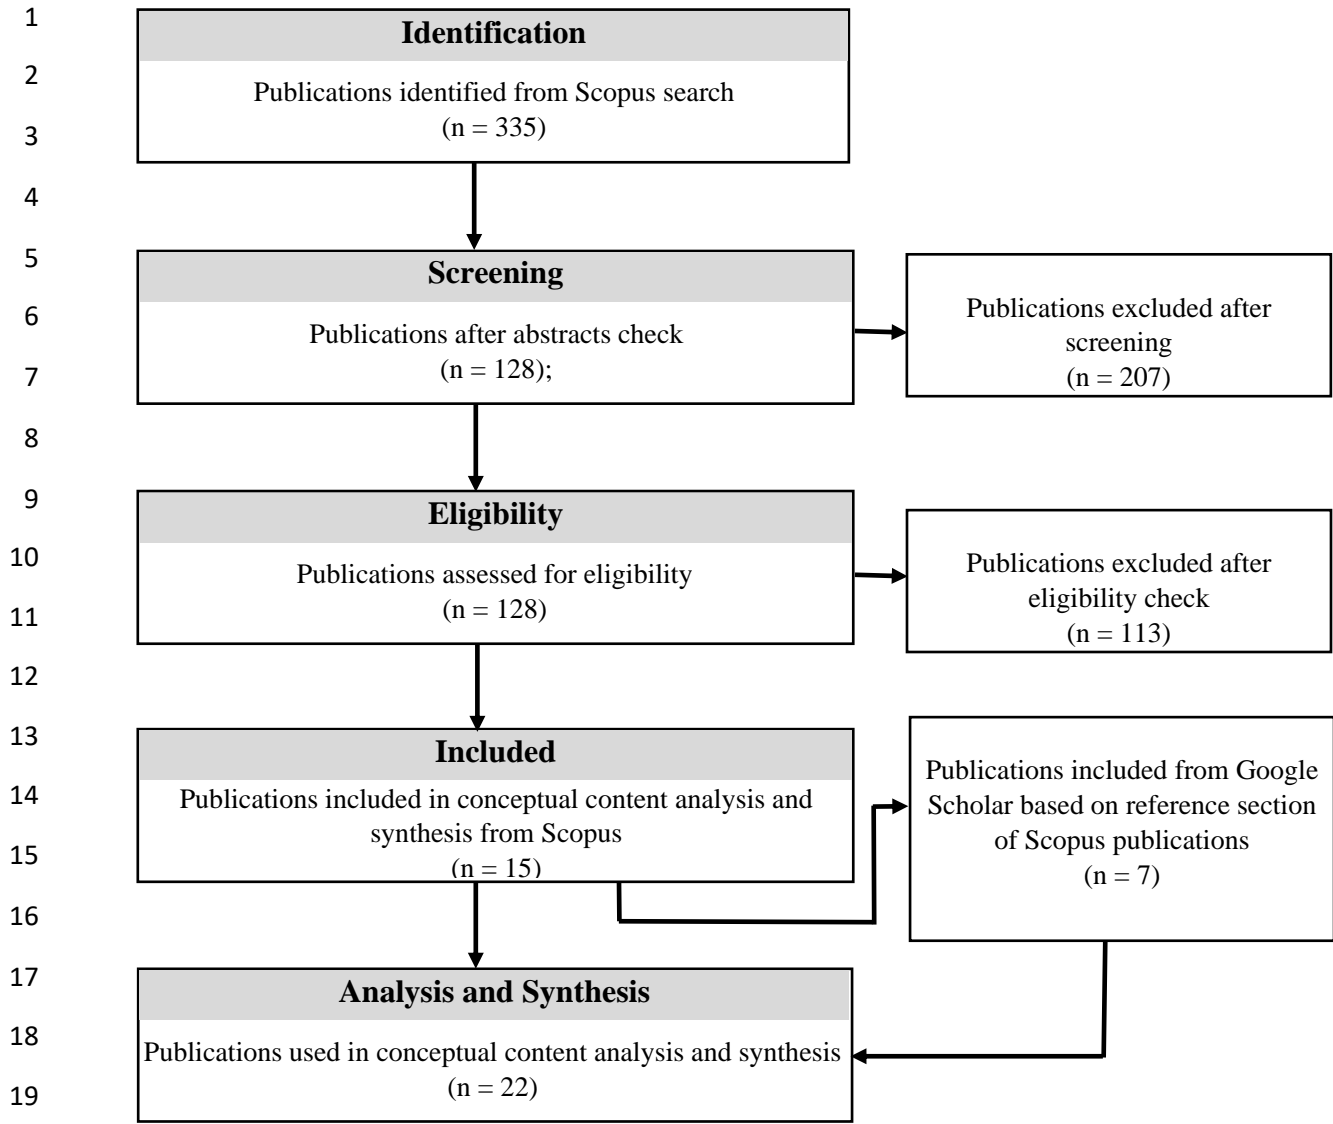 1
Identification
2
Publications identified from Scopus search
3
(n = 335)
4
5
Screening
6
Publications after abstracts check
7
(n = 128);
Publications excluded after
screening
(n = 207)
8
9
Eligibility
10
Publications assessed for eligibility
11
(n = 128)
Publications excluded after
eligibility check
(n = 113)
12
13
Included
14
Publications included in conceptual content analysis and
synthesis from Scopus
15
(n = 15)
Publications included from Google
Scholar based on reference section
of Scopus publications
(n = 7)
16
17
Analysis and Synthesis
18
Publications used in conceptual content analysis and synthesis
(n = 22)
19